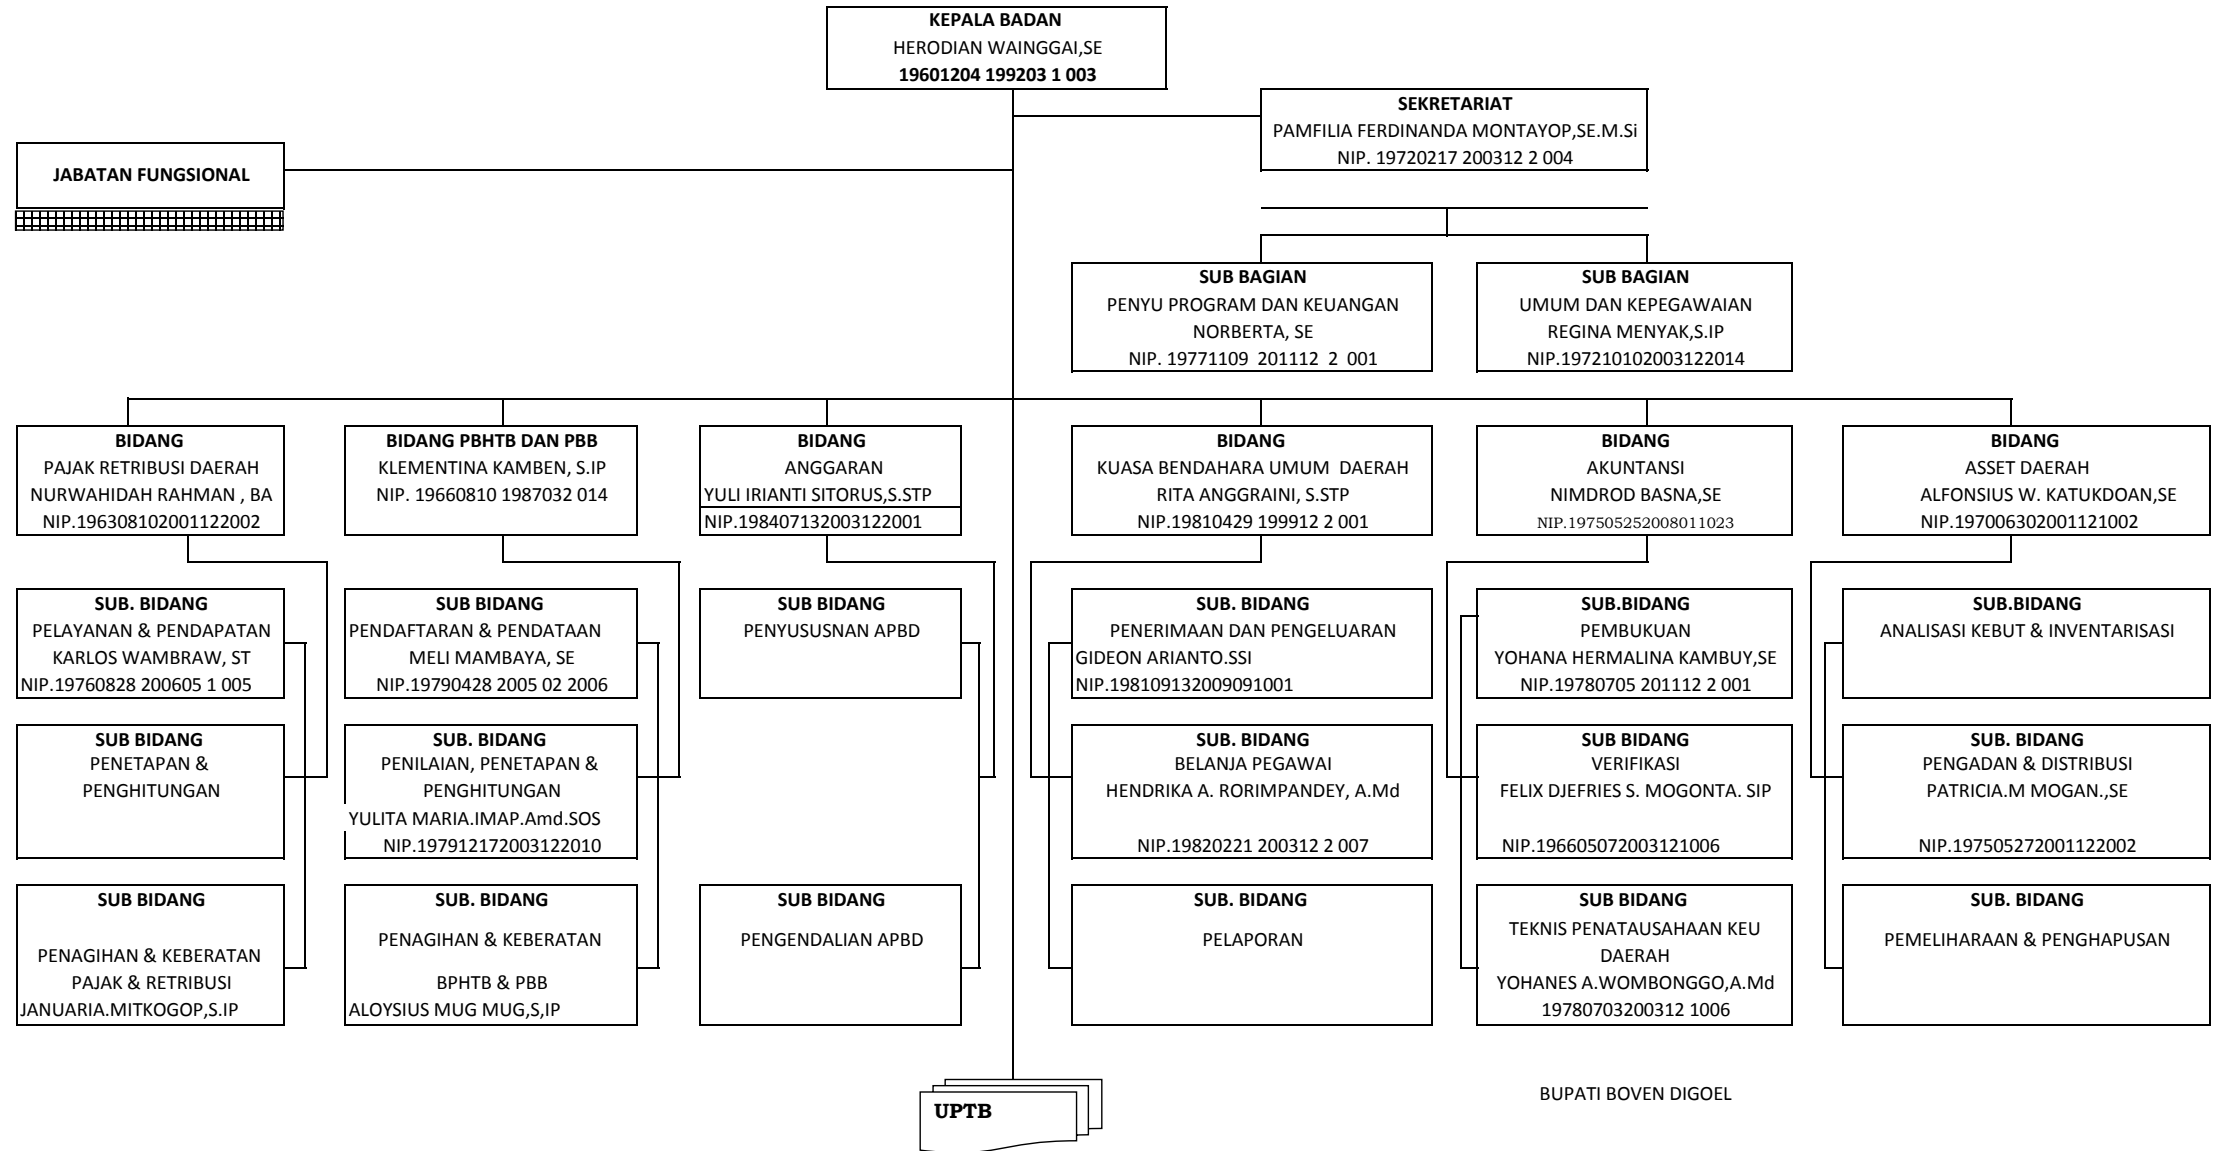 KEPALA BADAN
HERODIAN WAINGGAI,SE
19601204 199203 1 003
SEKRETARIAT
PAMFILIA FERDINANDA MONTAYOP,SE.M.Si
NIP. 19720217 200312 2 004
JABATAN FUNGSIONAL
SUB BAGIAN
PENYU PROGRAM DAN KEUANGAN
NORBERTA, SE
NIP. 19771109 201112 2 001
SUB BAGIAN
UMUM DAN KEPEGAWAIAN
REGINA MENYAK,S.IP
NIP.197210102003122014
BIDANG
PAJAK RETRIBUSI DAERAH
NURWAHIDAH RAHMAN , BA
NIP.196308102001122002
BIDANG PBHTB DAN PBB
KLEMENTINA KAMBEN, S.IP
NIP. 19660810 1987032 014
BIDANG
ANGGARAN
YULI IRIANTI SITORUS,S.STP
NIP.198407132003122001
BIDANG
KUASA BENDAHARA UMUM DAERAH
RITA ANGGRAINI, S.STP
NIP.19810429 199912 2 001
BIDANG
AKUNTANSI
NIMDROD BASNA,SE
NIP.197505252008011023
BIDANG
ASSET DAERAH
ALFONSIUS W. KATUKDOAN,SE
NIP.197006302001121002
SUB. BIDANG
PELAYANAN & PENDAPATAN
KARLOS WAMBRAW, ST
NIP.19760828 200605 1 005
SUB BIDANG
PENDAFTARAN & PENDATAAN
MELI MAMBAYA, SE
NIP.19790428 2005 02 2006
SUB BIDANG
PENYUSUSNAN APBD
SUB. BIDANG
PENERIMAAN DAN PENGELUARAN
GIDEON ARIANTO.SSI
NIP.198109132009091001
SUB.BIDANG
PEMBUKUAN
YOHANA HERMALINA KAMBUY,SE
NIP.19780705 201112 2 001
SUB.BIDANG
ANALISASI KEBUT & INVENTARISASI
SUB BIDANG
PENETAPAN &
PENGHITUNGAN
SUB. BIDANG
PENILAIAN, PENETAPAN &
PENGHITUNGAN
YULITA MARIA.IMAP.Amd.SOS
NIP.197912172003122010
SUB. BIDANG
BELANJA PEGAWAI
HENDRIKA A. RORIMPANDEY, A.Md
NIP.19820221 200312 2 007
SUB BIDANG
VERIFIKASI
FELIX DJEFRIES S. MOGONTA. SIP
NIP.196605072003121006
SUB. BIDANG
PENGADAN & DISTRIBUSI
PATRICIA.M MOGAN.,SE
NIP.197505272001122002
SUB BIDANG
PENAGIHAN & KEBERATAN
PAJAK & RETRIBUSI
JANUARIA.MITKOGOP,S.IP
SUB. BIDANG
PENAGIHAN & KEBERATAN
BPHTB & PBB
ALOYSIUS MUG MUG,S,IP
SUB BIDANG
PENGENDALIAN APBD
SUB. BIDANG
PELAPORAN
SUB BIDANG
TEKNIS PENATAUSAHAAN KEU
DAERAH
YOHANES A.WOMBONGGO,A.Md
19780703200312 1006
SUB. BIDANG
PEMELIHARAAN & PENGHAPUSAN
UPTB
BUPATI BOVEN DIGOEL